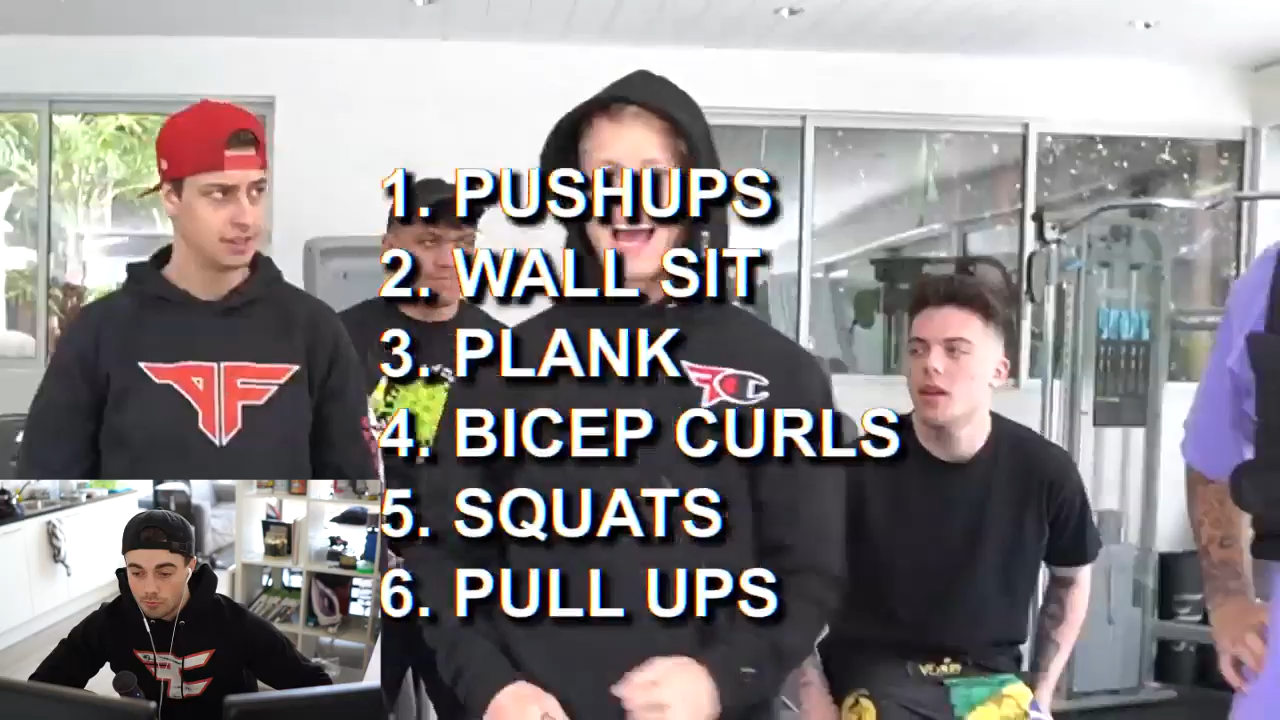 1. PUSHUPS
2. WALL SIT
3. PLANK
4. BICEP CURLS
5. SQUATS
6. PULL UPS